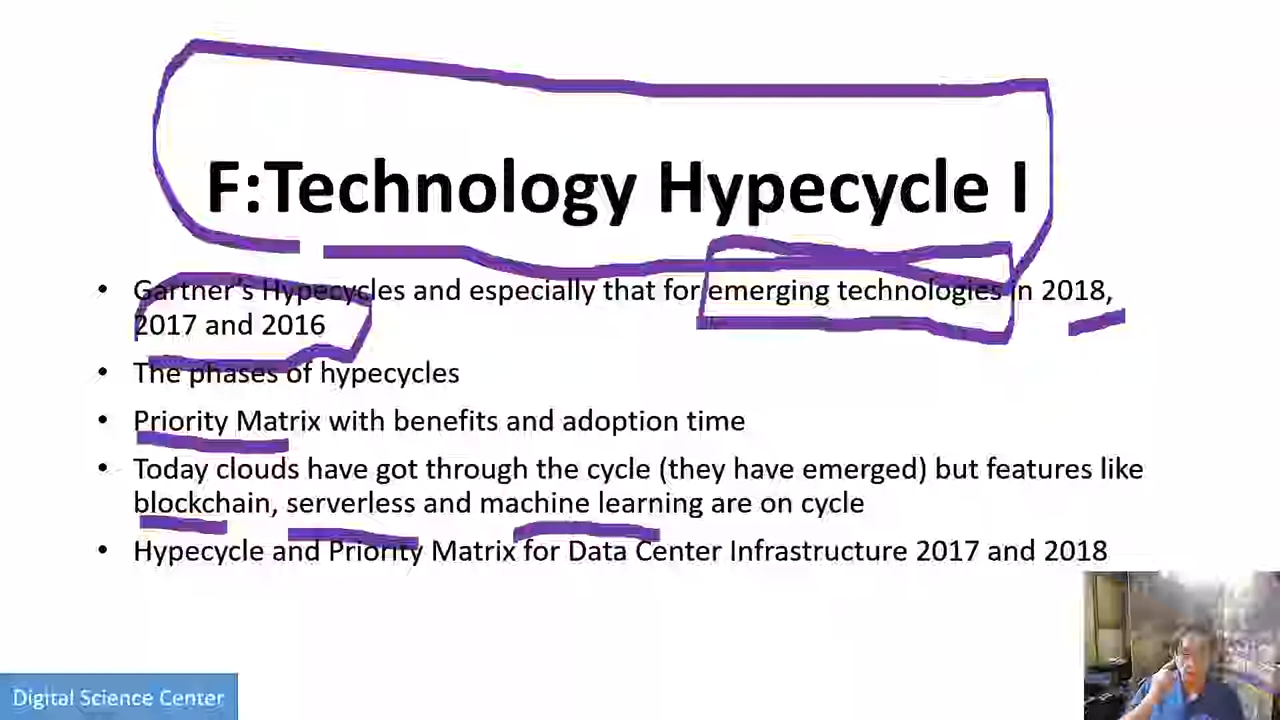 F:Technology Hypecycle I
• Gartner's Hypecycles and especially that for emerging technologies in 2018,
2017 and 2016
• The phases of hypecycles
• Priority Matrix with benefits and adoption time
• Today clouds have got through the cycle (they have emerged) but features like
blockchain, serverless and machine learning are on cycle
• Hypecycle and Priority Matrix for Data Center Infrastructure 2017 and 2018
Digital Science Center